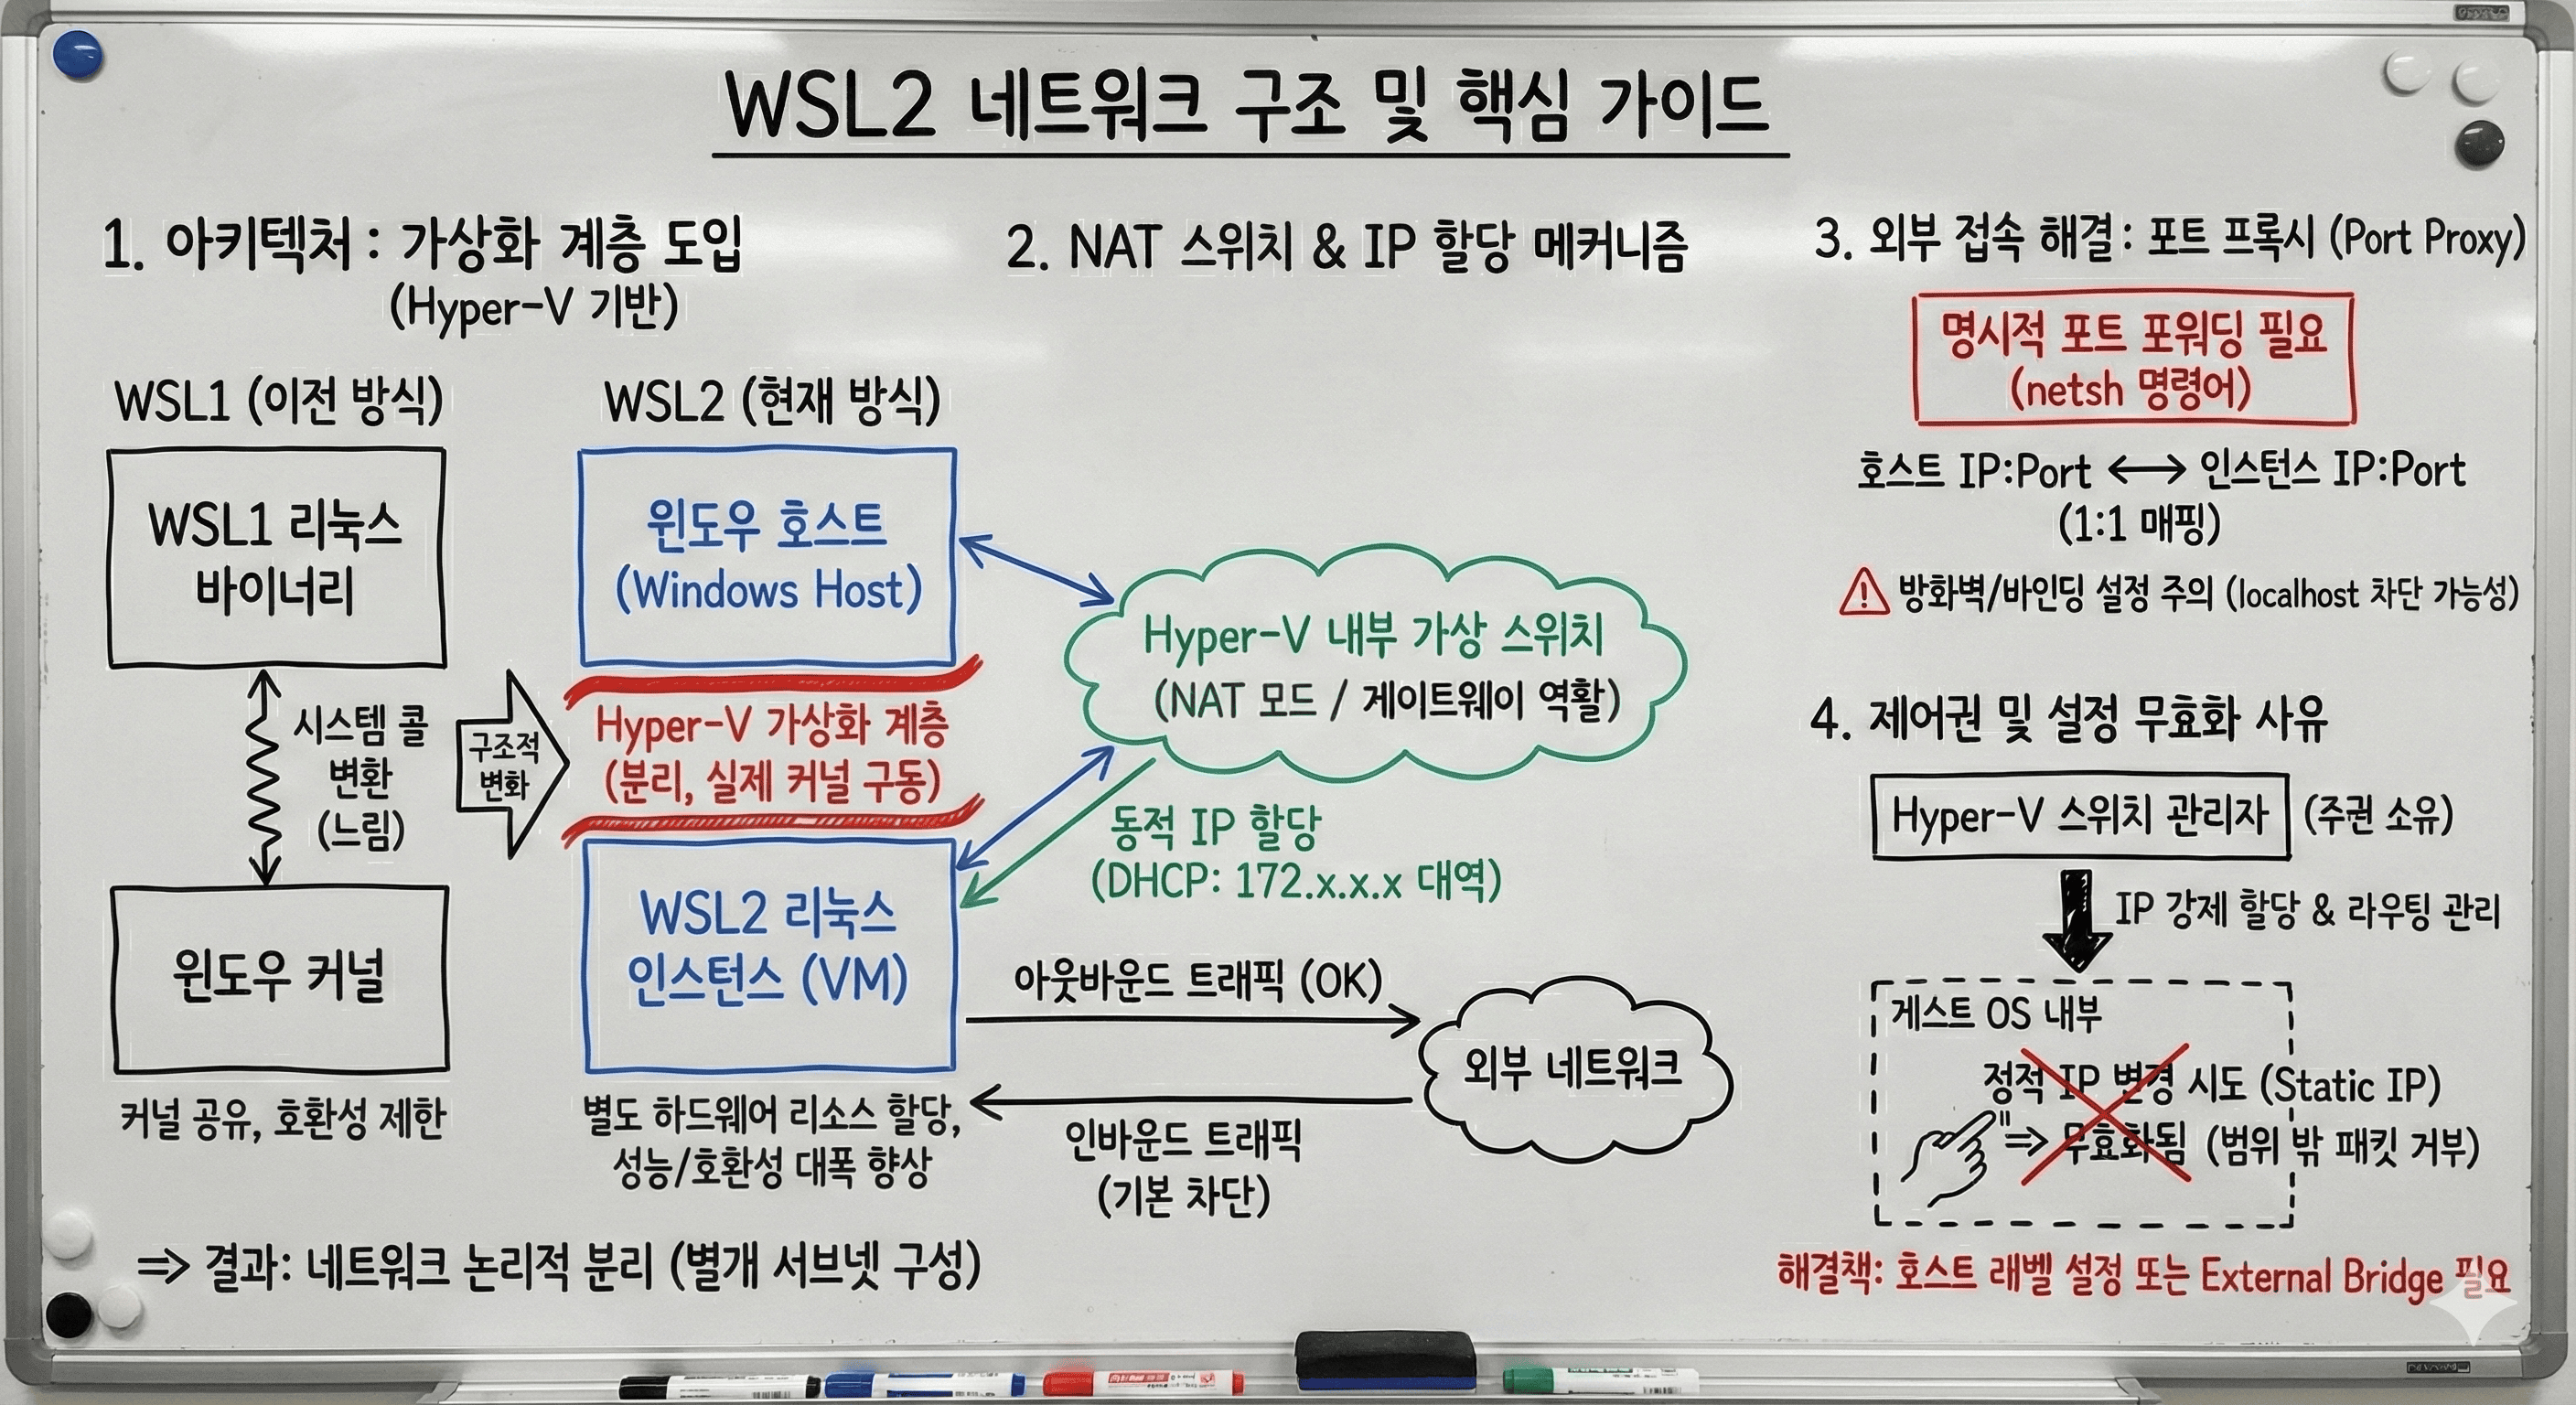 WSL2 네트워크 구조 및 핵심 가이드
1. 아키텍처 : 가상화 계층 도입
(Hyper-V 기반)
WSL1 (이전 방식)
WSL1 리눅스
바이너리
시스템 콜
변환
(느림)
윈도우 커널
커널 공유, 호환성 제한
구조적
변화
WSL2 (현재 방식)
윈도우 호스트
(Windows Host)
Hyper-V 가상화 계층
(분리, 실제 커널 구동)
WSL2 리눅스
인스턴스 (VM)
별도 하드웨어 리소스 할당,
성능/호환성 대폭 향상
⇒ 결과: 네트워크 논리적 분리 (별개 서브넷 구성)
2. NAT 스위치 & IP 할당 메커니즘
Hyper-V 내부 가상 스위치
(NAT 모드 / 게이트웨이 역활)
동적 IP 할당
(DHCP: 172.x.x.x 대역)
아웃바운드 트래픽 (OK)
외부 네트워크
인바운드 트래픽
(기본 차단)
3. 외부 접속 해결 : 포트 프록시 (Port Proxy)
명시적 포트 포워딩 필요
(netsh 명령어)
호스트 IP:Port ↔ 인스턴스 IP:Port
(1:1 매핑)
방화벽/바인딩 설정 주의 (localhost 차단 가능성)
4. 제어권 및 설정 무효화 사유
Hyper-V 스위치 관리자 (주권 소유)
IP 강제 할당 & 라우팅 관리
게스트 OS 내부
정적 IP 변경 시도 (Static IP)
⇒ 무효화됨 (범위 밖 패킷 거부)
해결책: 호스트 래벨 설정 또는 External Bridge 필요